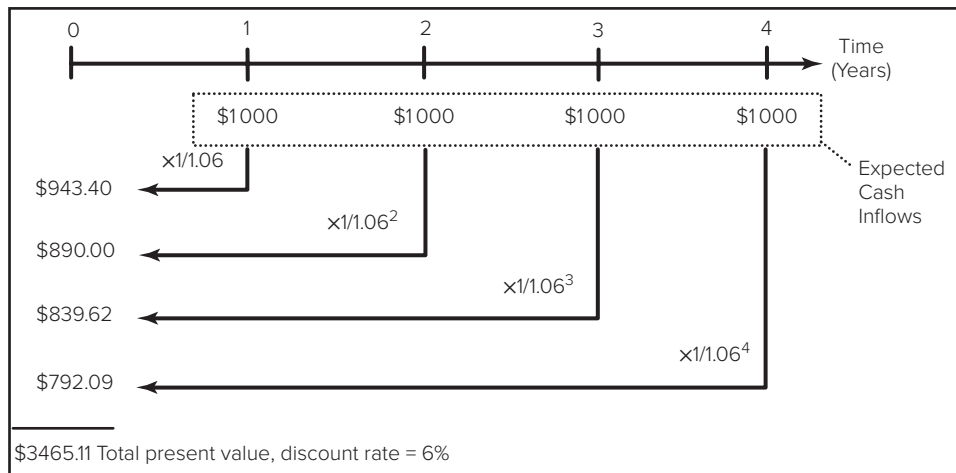 0 1 2 3 4
Time
(Years)
$1000 $1000 $1000 $1000
×1/1.06
Expected
Cash
Inflows
$943.40
×1/1.06²
$890.00
×1/1.06³
$839.62
×1/1.06⁴
$792.09
$3465.11 Total present value, discount rate = 6%